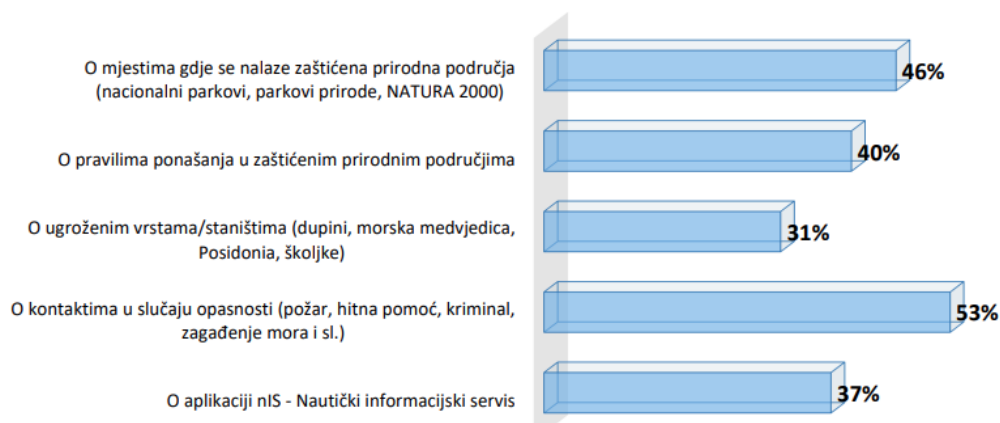 O mjestima gdje se nalaze zaštićena prirodna područja
(nacionalni parkovi, parkovi prirode, NATURA 2000)
46%
O pravilima ponašanja u zaštićenim prirodnim područjima
40%
O ugroženim vrstama/staništima (dupini, morska medvjedica,
Posidonia, školjke)
31%
O kontaktima u slučaju opasnosti (požar, hitna pomoć, kriminal,
zagađenje mora i sl.)
53%
O aplikaciji nIS - Nautički informacijski servis
37%